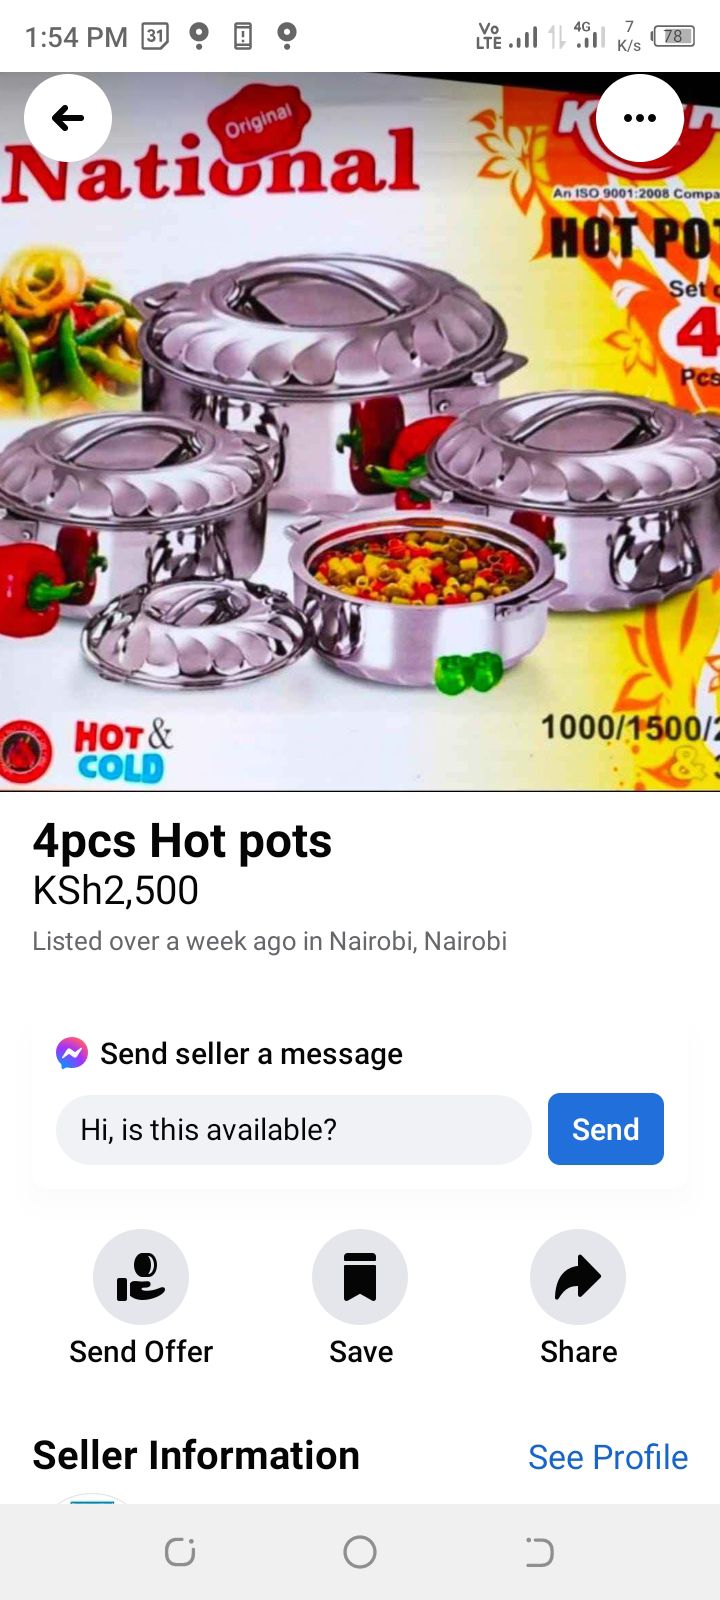 1:54 PM 31
Vo LTE 4G 7 K/s 78
Original
National
An ISO 9001:2008 Compa
HOT POT
Set
4
Pcs
HOT &
COLD
1000/1500/2
&
4pcs Hot pots
KSh2,500
Listed over a week ago in Nairobi, Nairobi
Send seller a message
Hi, is this available?
Send
Send Offer
Save
Share
Seller Information
See Profile